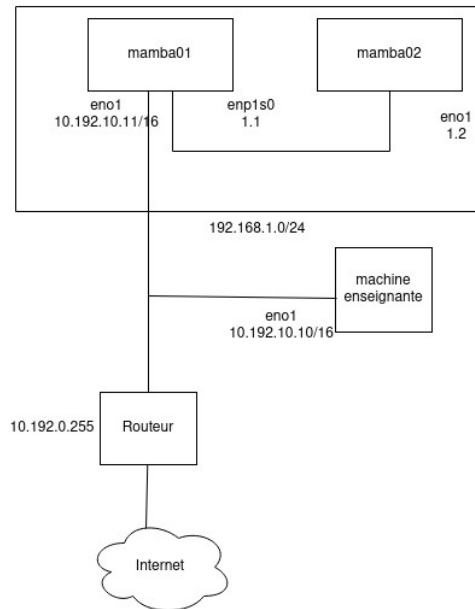 mamba01
mamba02
eno1
10.192.10.11/16
enp1s0
1.1
eno1
1.2
192.168.1.0/24
machine
enseignante
eno1
10.192.10.10/16
10.192.0.255
Routeur
Internet